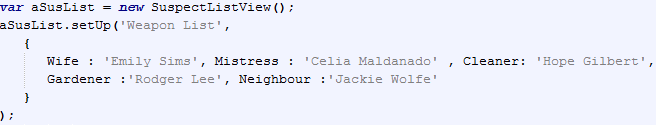 var aSusList = new SuspectListView();
aSusList.setUp('Weapon List',
{
Wife : 'Emily Sims', Mistress : 'Celia Maldanado' , Cleaner: 'Hope Gilbert',
Gardener :'Rodger Lee', Neighbour :'Jackie Wolfe'
}
);